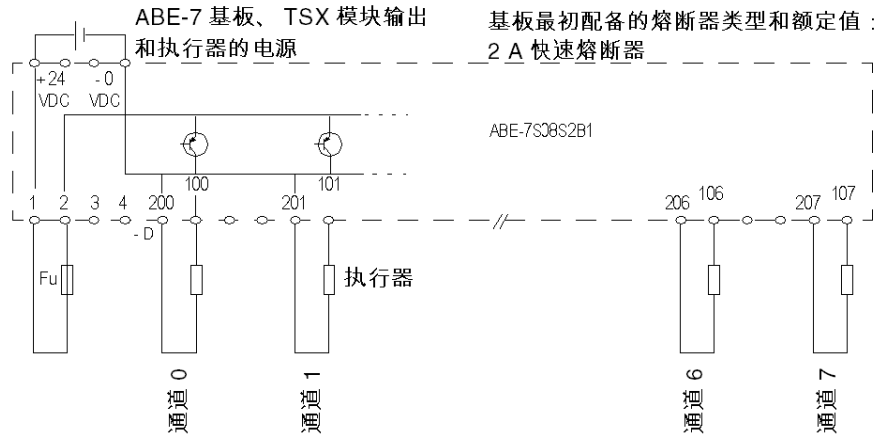 ABE-7 基板、 TSX 模块输出
和执行器的电源
基板最初配备的熔断器类型和额定值：
2 A 快速熔断器
+24 -0
VDC VDC
ABE-7S08S2B1
100 101
1 2 3 4 200 201 206 106 207 107
- D
Fu 执行器
通道 0 通道 1 通道 6 通道 7